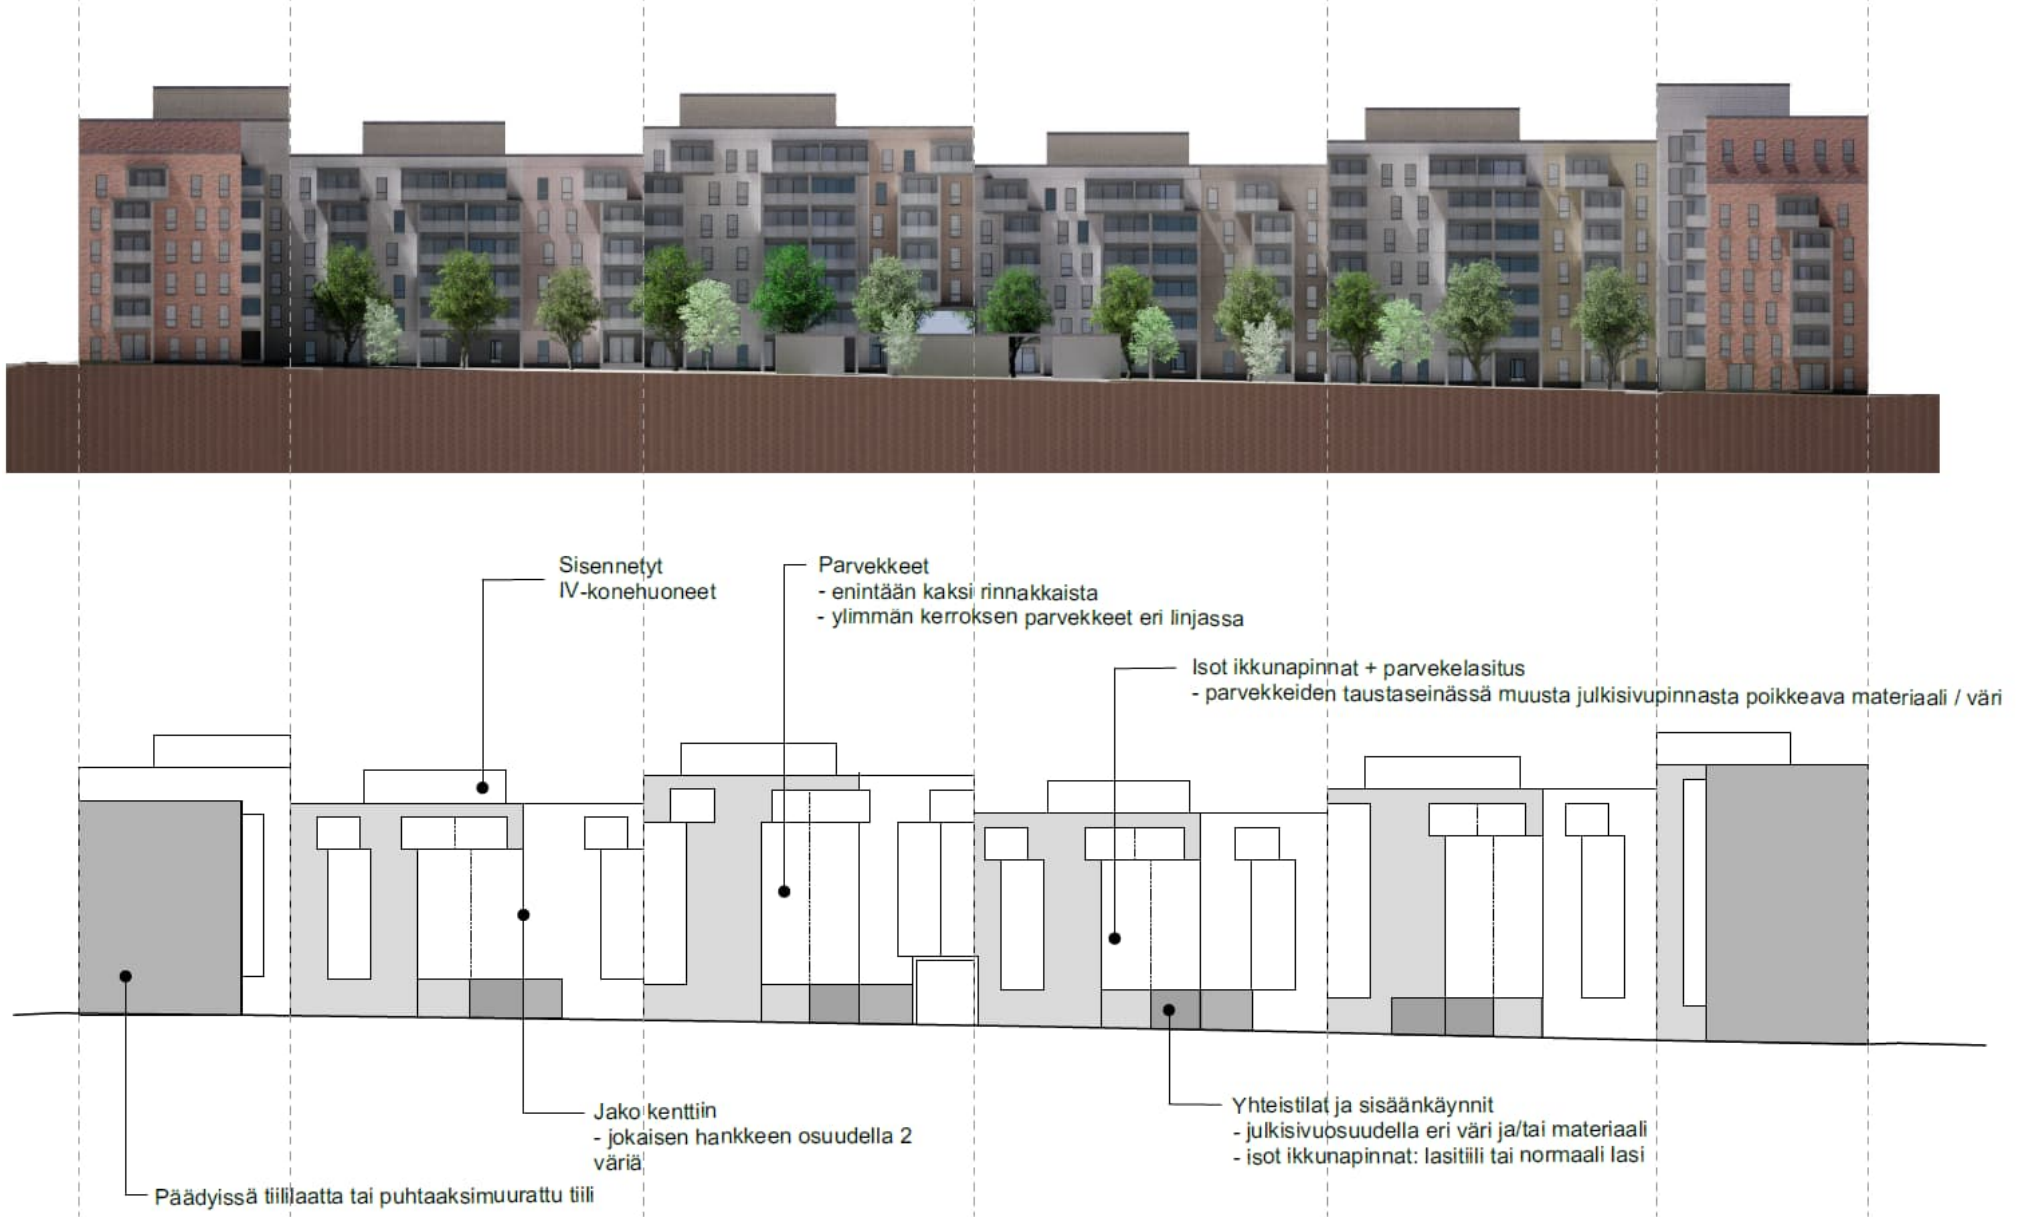 Sisennetyt
IV-konehuoneet
Parvekkeet
- enintään kaksi rinnakkaista
- ylimmän kerroksen parvekkeet eri linjassa
Isot ikkunapinnat + parvekelasitus
- parvekkeiden taustaseinässä muusta julkisivupinnasta poikkeava materiaali / väri
Jako kenttiin
- jokaisen hankkeen osuudella 2
väriä
Yhteistilat ja sisäänkäynnit
- julkisivuosuudella eri väri ja/tai materiaali
- isot ikkunapinnat: lasitiili tai normaali lasi
Päädyissä tiililaatta tai puhtaaksimuurattu tiili